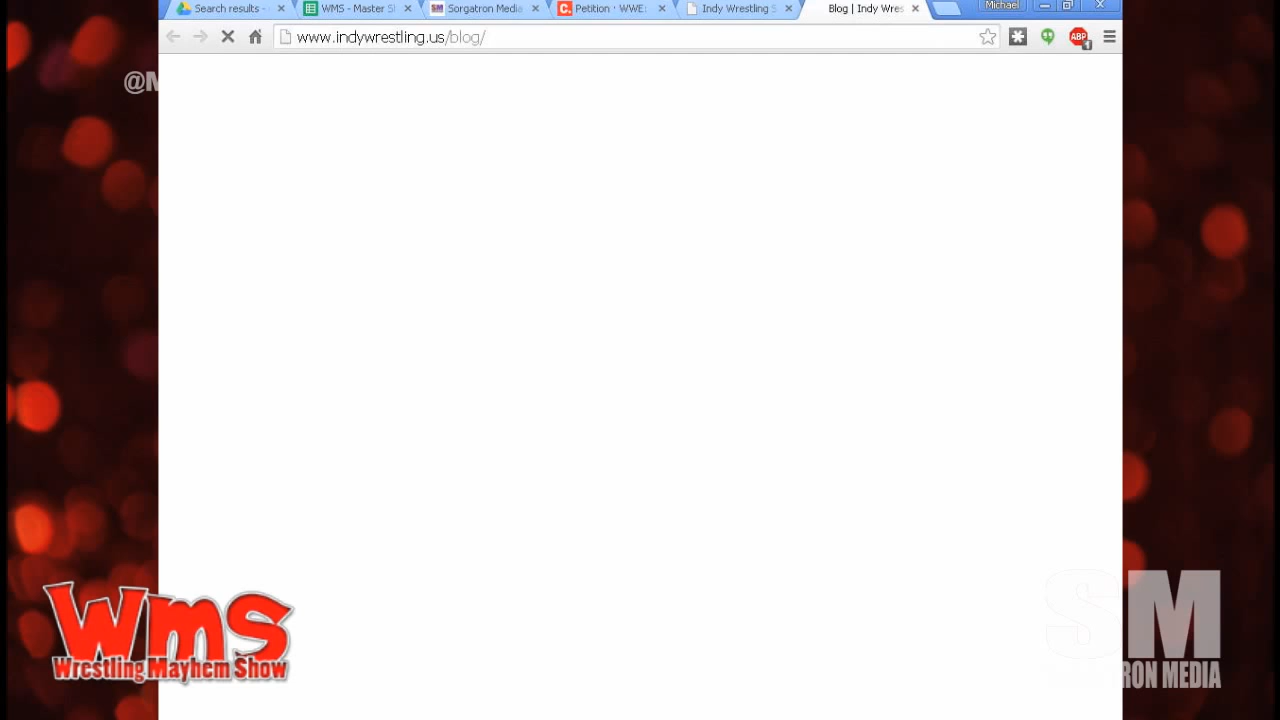 Search results -
WMS - Master S
Sorgatron Media
Petition · WWE:
Indy Wrestling S
Blog | Indy Wres
Michael
www.indywrestling.us/blog/
ABP
1
@M
Wms
Wrestling Mayhem Show
SM
RON MEDIA